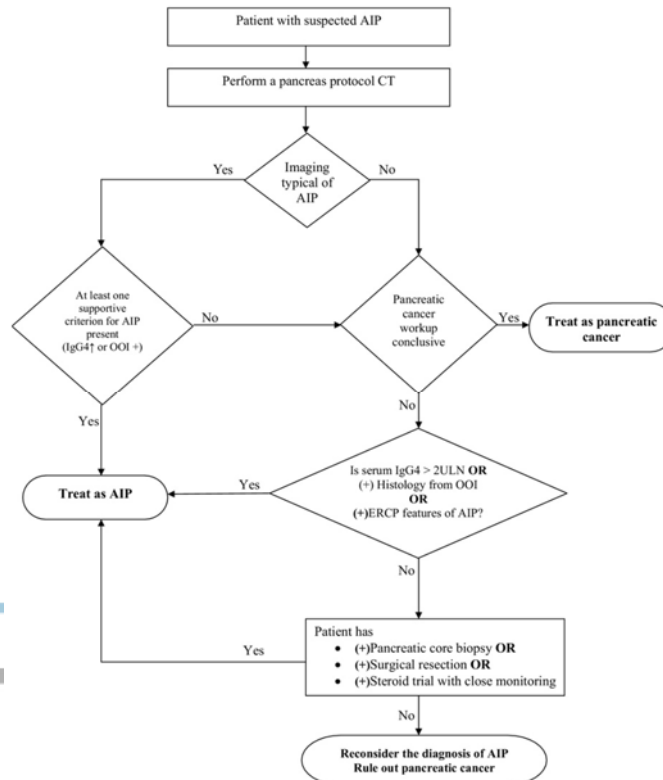 Patient with suspected AIP
Perform a pancreas protocol CT
Yes
Imaging
typical of
AIP
No
At least one
supportive
criterion for AIP
present
(IgG4↑ or OOI +)
No
Pancreatic
cancer
workup
conclusive
Yes
Treat as pancreatic
cancer
Yes
No
Treat as AIP
Yes
Is serum IgG4 > 2ULN OR
(+) Histology from OOI
OR
(+)ERCP features of AIP?
No
Yes
Patient has
• (+)Pancreatic core biopsy OR
• (+)Surgical resection OR
• (+)Steroid trial with close monitoring
No
Reconsider the diagnosis of AIP
Rule out pancreatic cancer